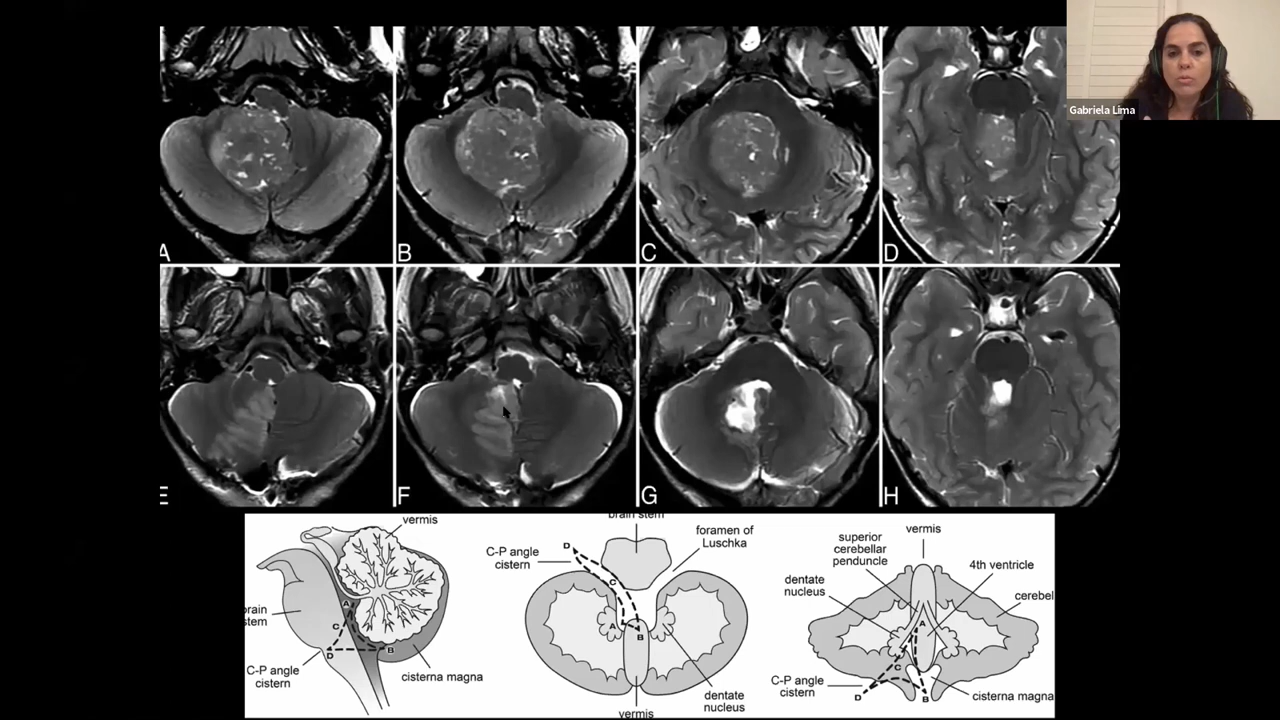 Gabriela Lima
A
B
C
D
E
F
G
H
vermis
brain
stem
A
C
D
B
C-P angle
cistern
cisterna magna
brain stem
foramen of
Luschka
D
C-P angle
cistern
C
A
B
dentate
nucleus
vermis
vermis
superior
cerebellar
penduncle
4th ventricle
dentate
nucleus
cerebel
A
C
C-P angle
cistern
D
B
cisterna magna